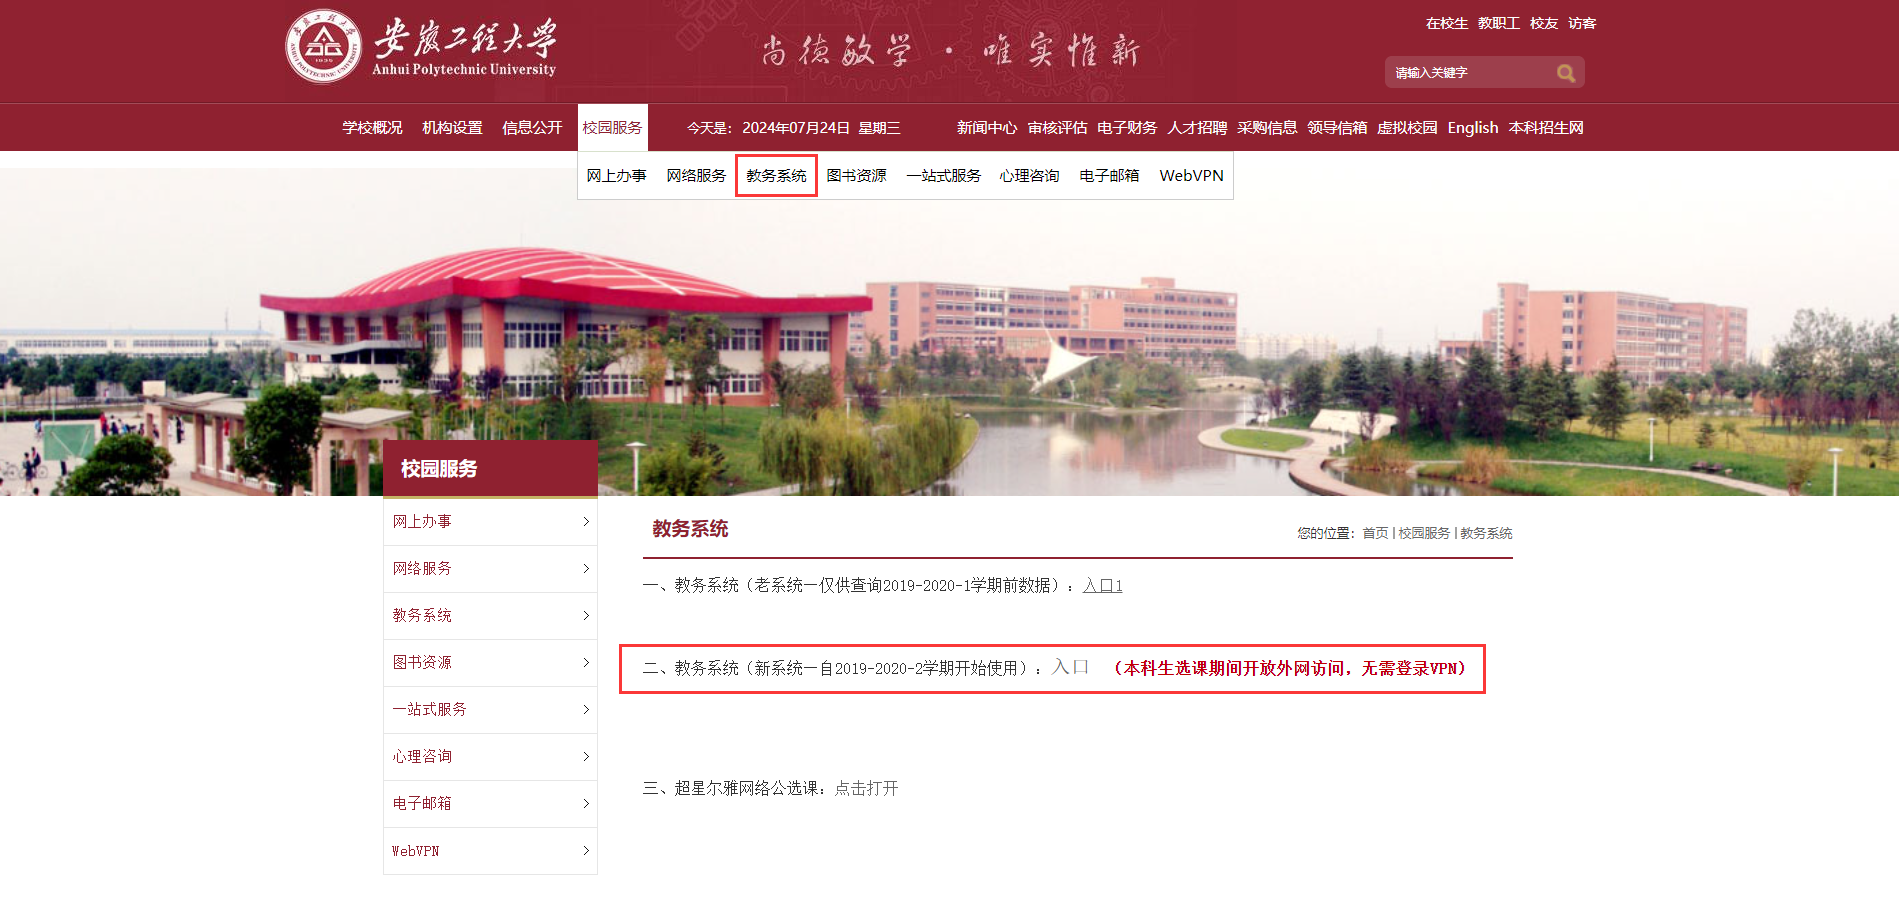 安徽工程大学
Anhui Polytechnic University
尚德敏学 · 唯实惟新
在校生 教职工 校友 访客
请输入关键字
学校概况 机构设置 信息公开 校园服务 今天是： 2024年07月24日 星期三 新闻中心 审核评估 电子财务 人才招聘 采购信息 领导信箱 虚拟校园 English 本科招生网
网上办事 网络服务 教务系统 图书资源 一站式服务 心理咨询 电子邮箱 WebVPN
校园服务
网上办事
网络服务
教务系统
图书资源
一站式服务
心理咨询
电子邮箱
WebVPN
教务系统
您的位置： 首页 | 校园服务 | 教务系统
一、教务系统（老系统—仅供查询2019-2020-1学期前数据）：入口1
二、教务系统（新系统—自2019-2020-2学期开始使用）：入口 （本科生选课期间开放外网访问，无需登录VPN）
三、超星尔雅网络公选课：点击打开